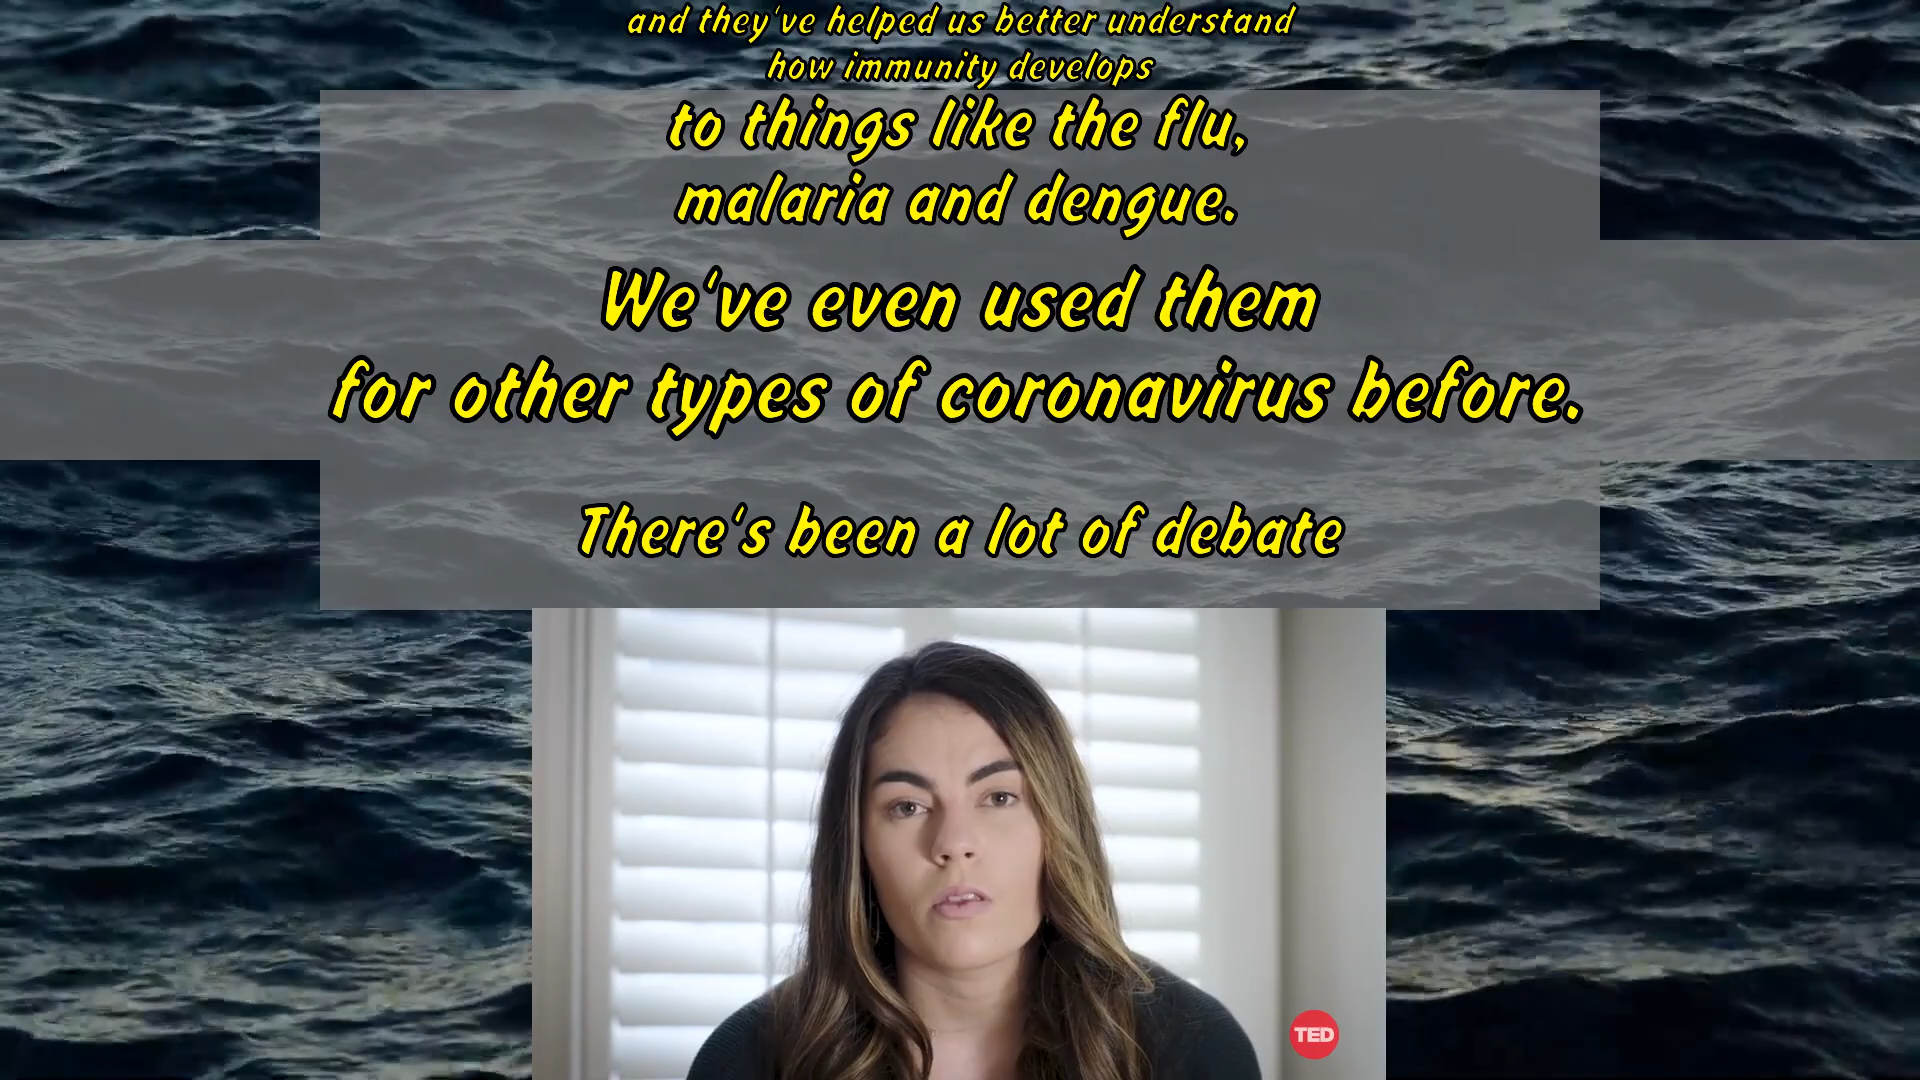 and they've helped us better understand
how immunity develops
to things like the flu,
malaria and dengue.
We've even used them
for other types of coronavirus before.
There's been a lot of debate
TED